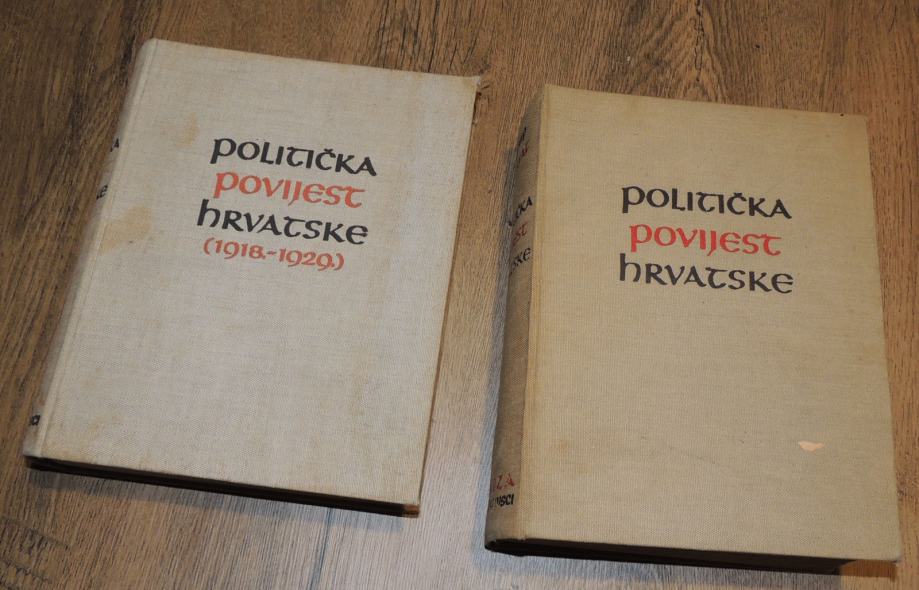 POLITIČKA
POVIJEST
HRVATSKE
(1918.-1929.)
POLITIČKA
POVIJEST
HRVATSKE